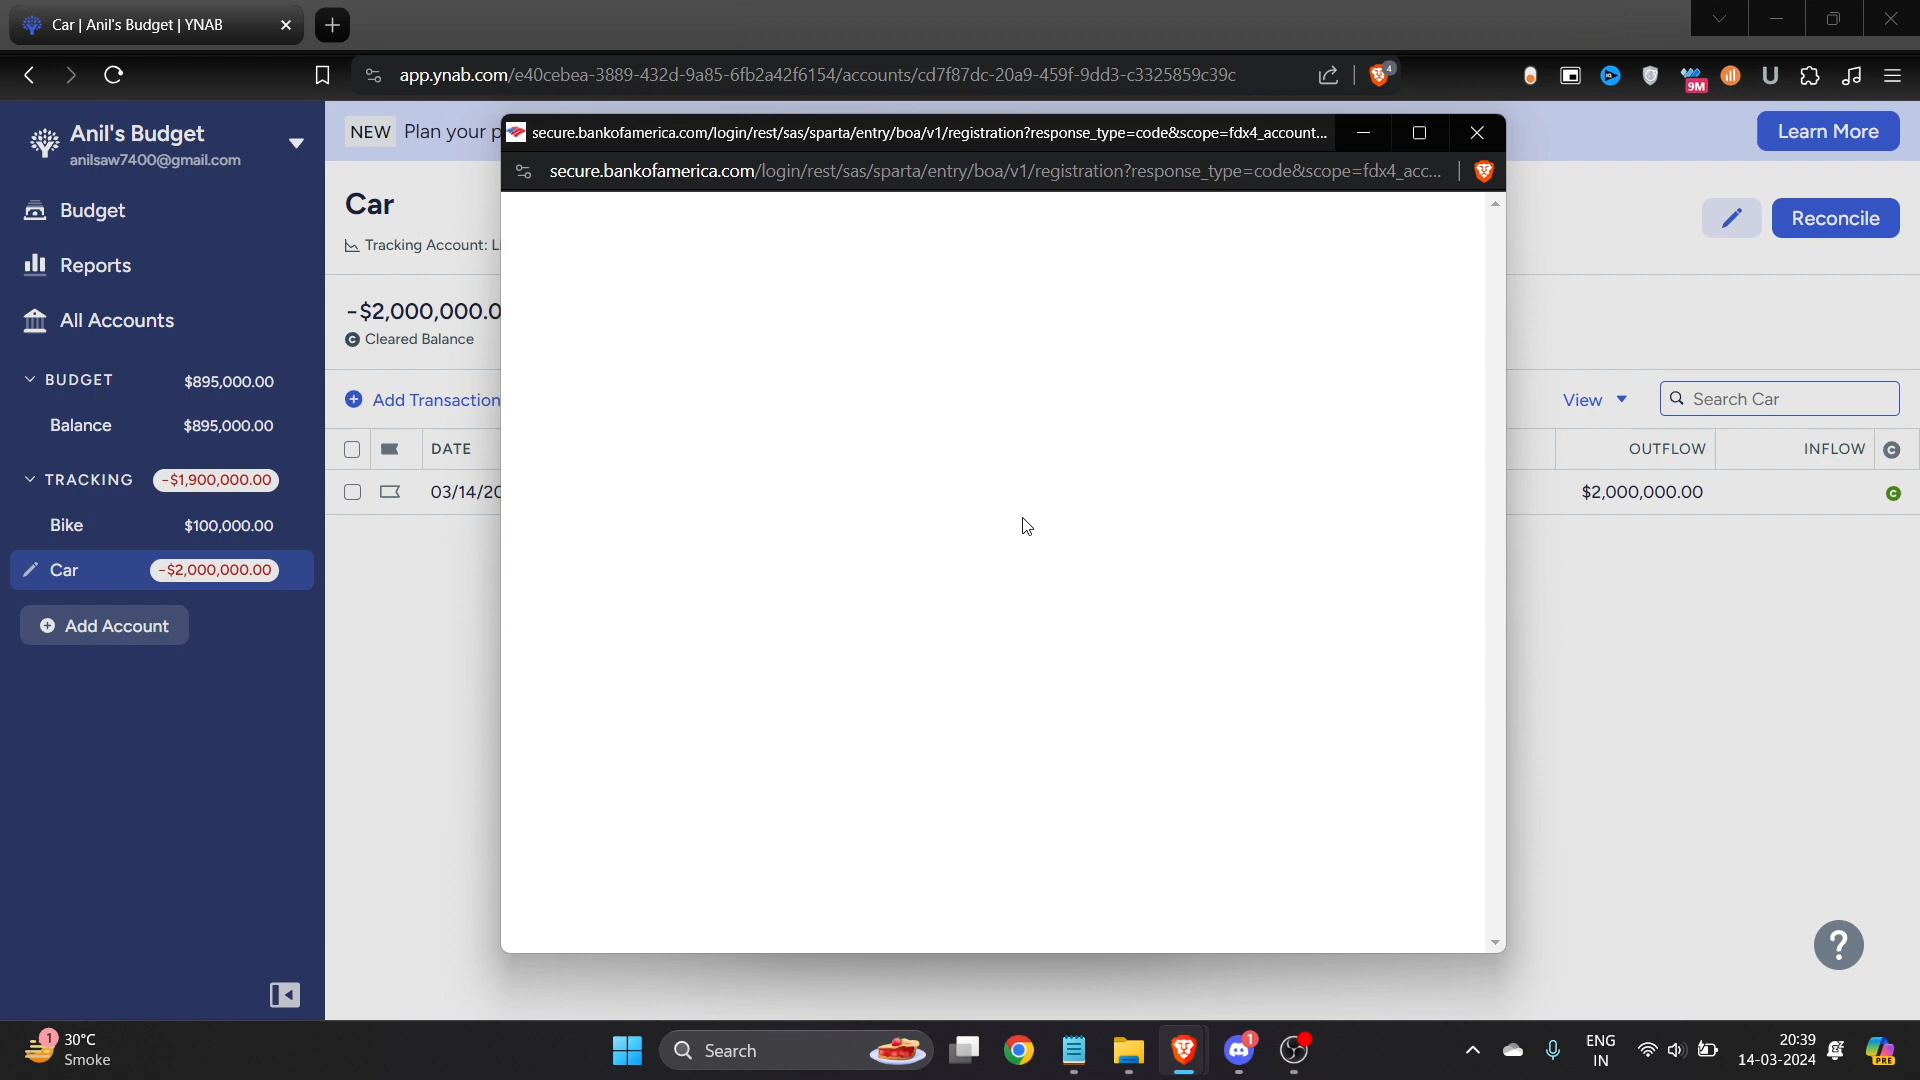 Car | Anil's Budget | YNAB
app.ynab.com/e40cebea-3889-432d-9a85-6fb2a42f6154/accounts/cd7f87dc-20a9-459f-9dd3-c3325859c39c
4
9M
Anil's Budget
anilsaw7400@gmail.com
NEW Plan your p
Learn More
secure.bankofamerica.com/login/rest/sas/sparta/entry/boa/v1/registration?response_type=code&scope=fdx4_account...
secure.bankofamerica.com/login/rest/sas/sparta/entry/boa/v1/registration?response_type=code&scope=fdx4_acc...
Budget
Reports
All Accounts
BUDGET $895,000.00
Balance $895,000.00
TRACKING -$1,900,000.00
Bike $100,000.00
Car -$2,000,000.00
Add Account
Car
Tracking Account: L
Reconcile
-$2,000,000.0
C Cleared Balance
Add Transaction
View
Search Car
DATE
OUTFLOW
INFLOW
C
03/14/20
$2,000,000.00
C
?
1
30°C
Smoke
Search
1
ENG
IN
20:39
14-03-2024
PRE